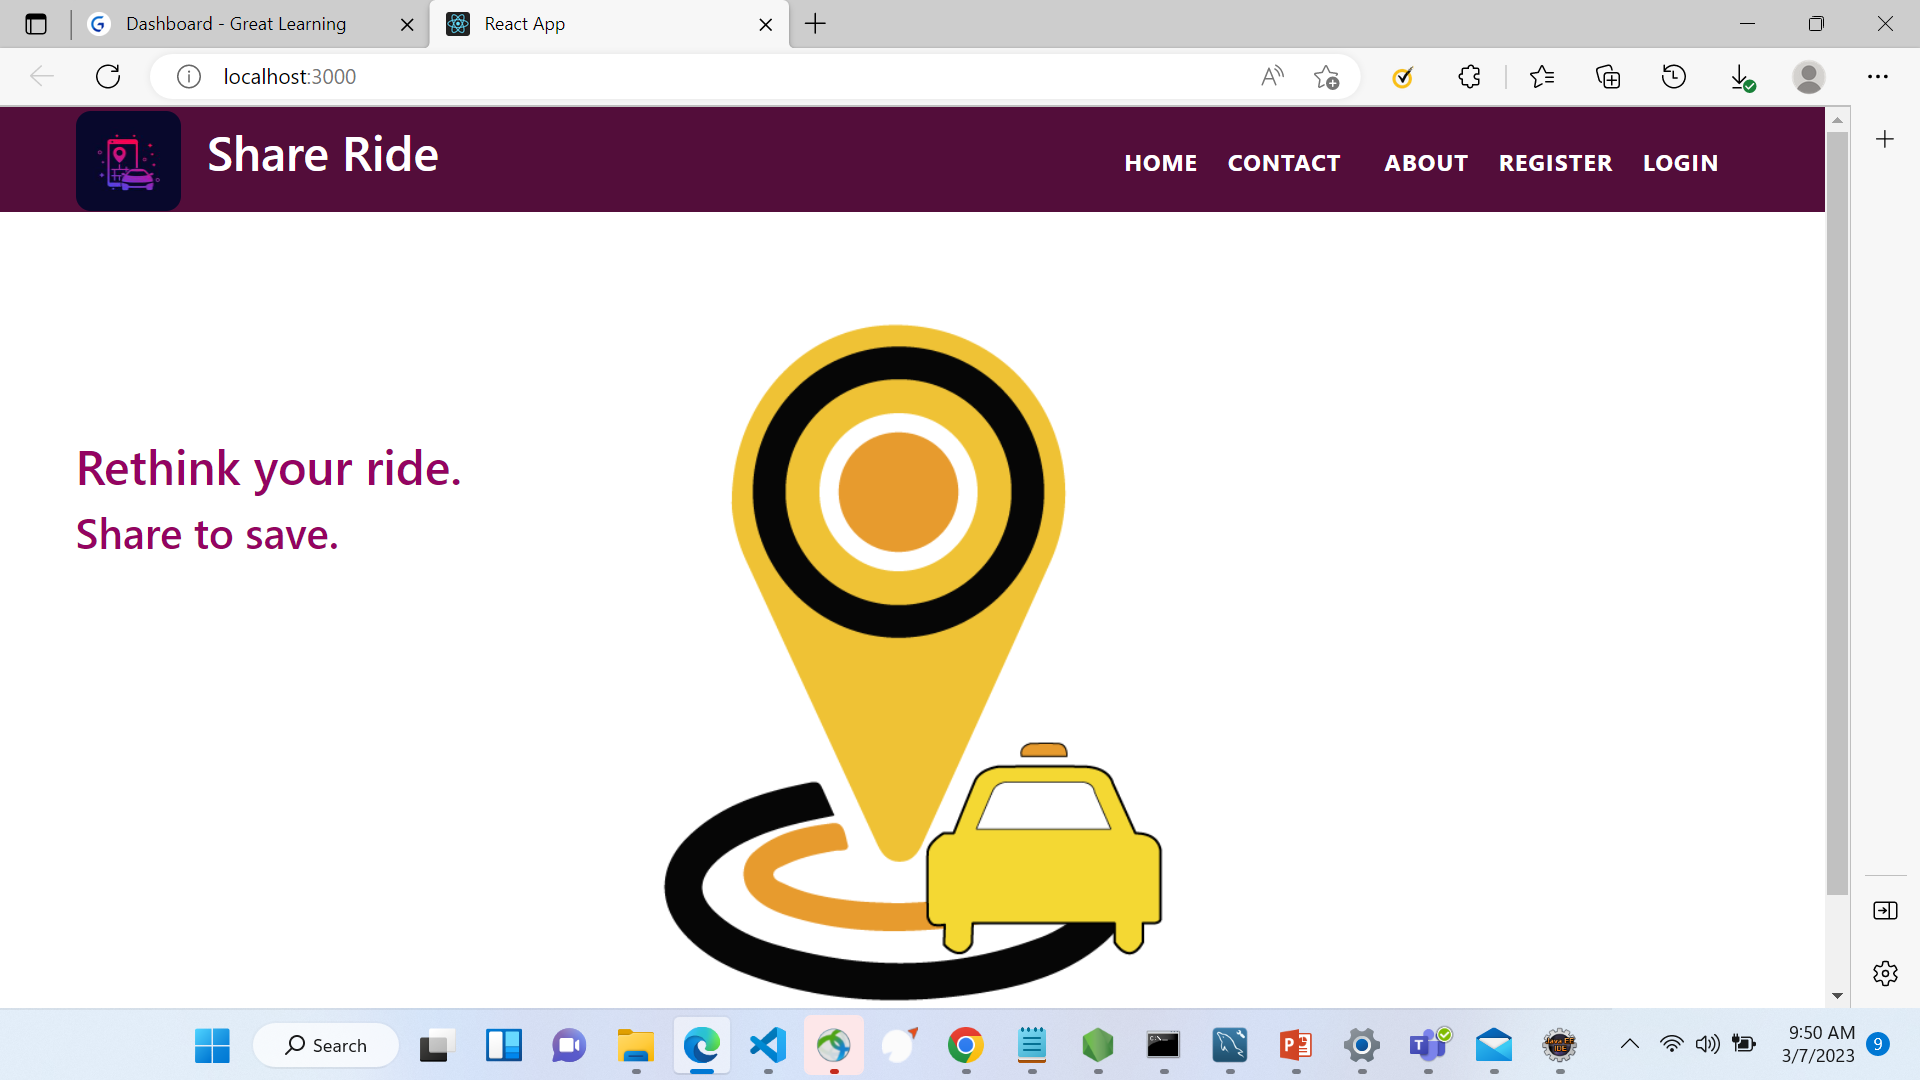 Dashboard - Great Learning
React App
localhost:3000
Share Ride
HOME CONTACT ABOUT REGISTER LOGIN
Rethink your ride.
Share to save.
Search
9:50 AM
3/7/2023
9